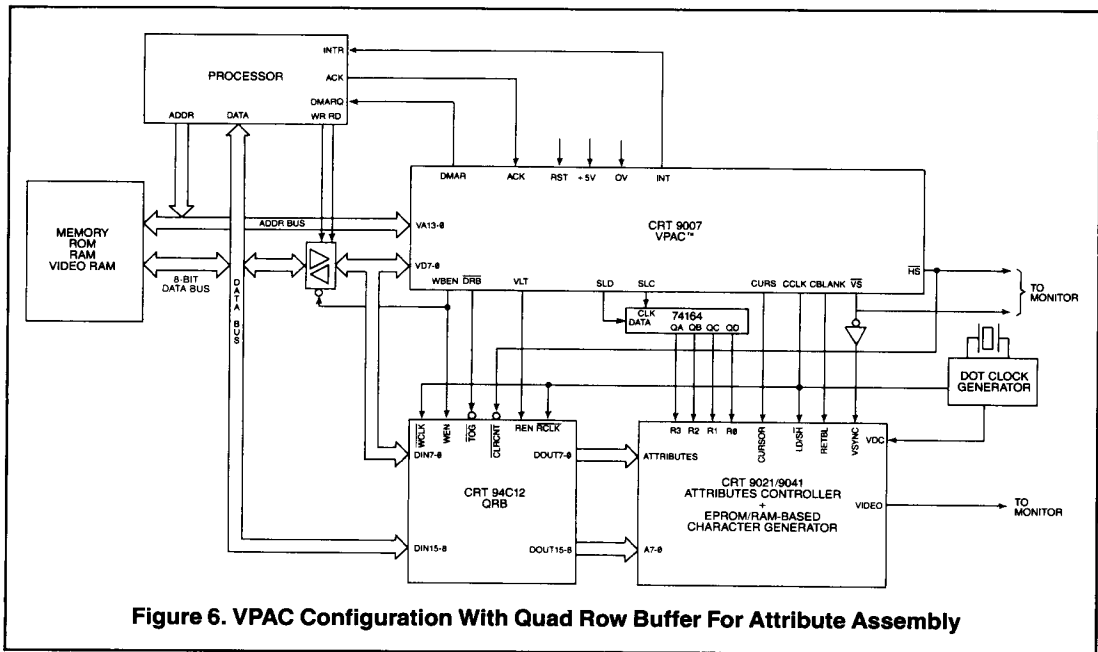 PROCESSOR
INTR
ACK
DMARQ
WR RD
ADDR
DATA
MEMORY
ROM
RAM
VIDEO RAM
ADDR BUS
8-BIT
DATA BUS
DATA BUS
DMAR
ACK
RST
+5V
OV
INT
VA13-0
VD7-0
CRT 9007
VPAC™
WBEN
DRB
VLT
SLD
SLC
CURS
CCLK
CBLANK
VS
HS
TO
MONITOR
CLK
DATA
74164
QA
QB
QC
QD
DOT CLOCK
GENERATOR
WCLK
WEN
TOG
CLRCNT
REN
RCLK
DIN7-0
DOUT7-0
CRT 94C12
QRB
DIN15-8
DOUT15-8
R3
R2
R1
R0
CURSOR
LD/SH
RETBL
VSYNC
VDC
ATTRIBUTES
CRT 9021/9041
ATTRIBUTES CONTROLLER
+
EPROM/RAM-BASED
CHARACTER GENERATOR
VIDEO
A7-0
TO
MONITOR
Figure 6. VPAC Configuration With Quad Row Buffer For Attribute Assembly